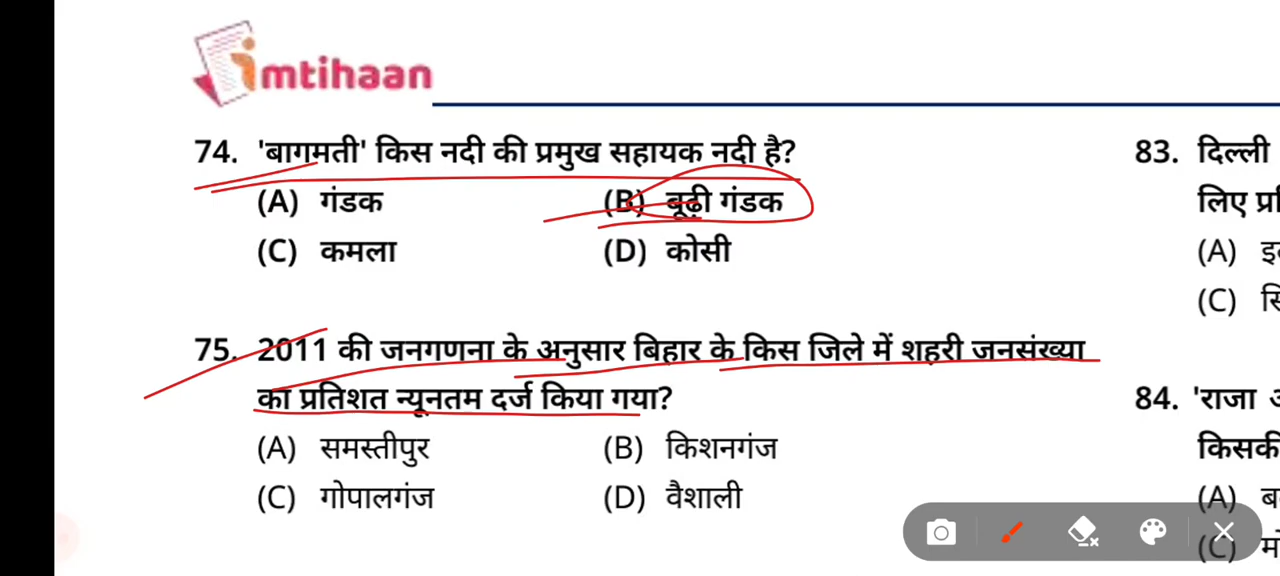 imtihaan
74. 'बागमती' किस नदी की प्रमुख सहायक नदी है?
(A) गंडक (B) बूढ़ी गंडक
(C) कमला (D) कोसी
75. 2011 की जनगणना के अनुसार बिहार के किस जिले में शहरी जनसंख्या
का प्रतिशत न्यूनतम दर्ज किया गया?
(A) समस्तीपुर (B) किशनगंज
(C) गोपालगंज (D) वैशाली
83. दिल्ली
लिए
(A)
(C)
84. 'राजा
किसकी
(A)
(C)